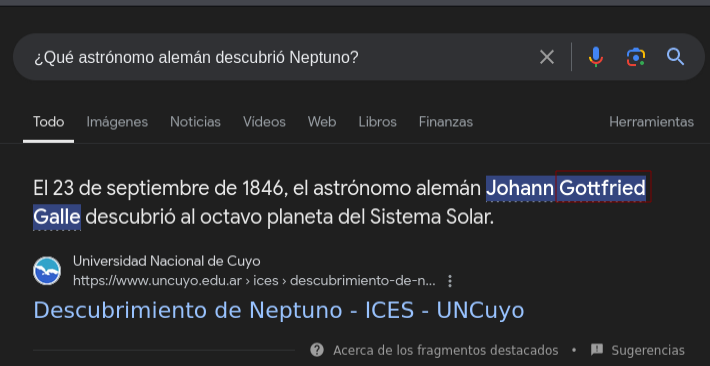 ¿Qué astrónomo alemán descubrió Neptuno?
Todo Imágenes Noticias Vídeos Web Libros Finanzas Herramientas
El 23 de septiembre de 1846, el astrónomo alemán Johann Gottfried
Galle descubrió al octavo planeta del Sistema Solar.
Universidad Nacional de Cuyo
https://www.uncuyo.edu.ar › ices › descubrimiento-de-n...
Descubrimiento de Neptuno - ICES - UNCuyo
Acerca de los fragmentos destacados • Sugerencias